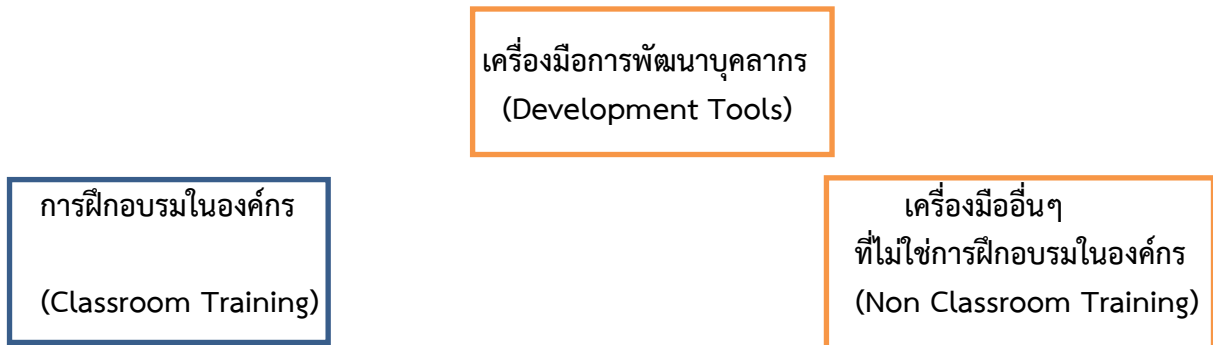 เครื่องมือการพัฒนาบุคลากร
(Development Tools)
การฝึกอบรมในองค์กร
(Classroom Training)
เครื่องมืออื่นๆ
ที่ไม่ใช่การฝึกอบรมในองค์กร
(Non Classroom Training)